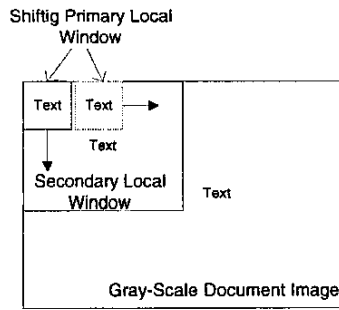 Shiftig Primary Local
Window
Text Text
Text
Secondary Local
Window
Text
Gray-Scale Document Image